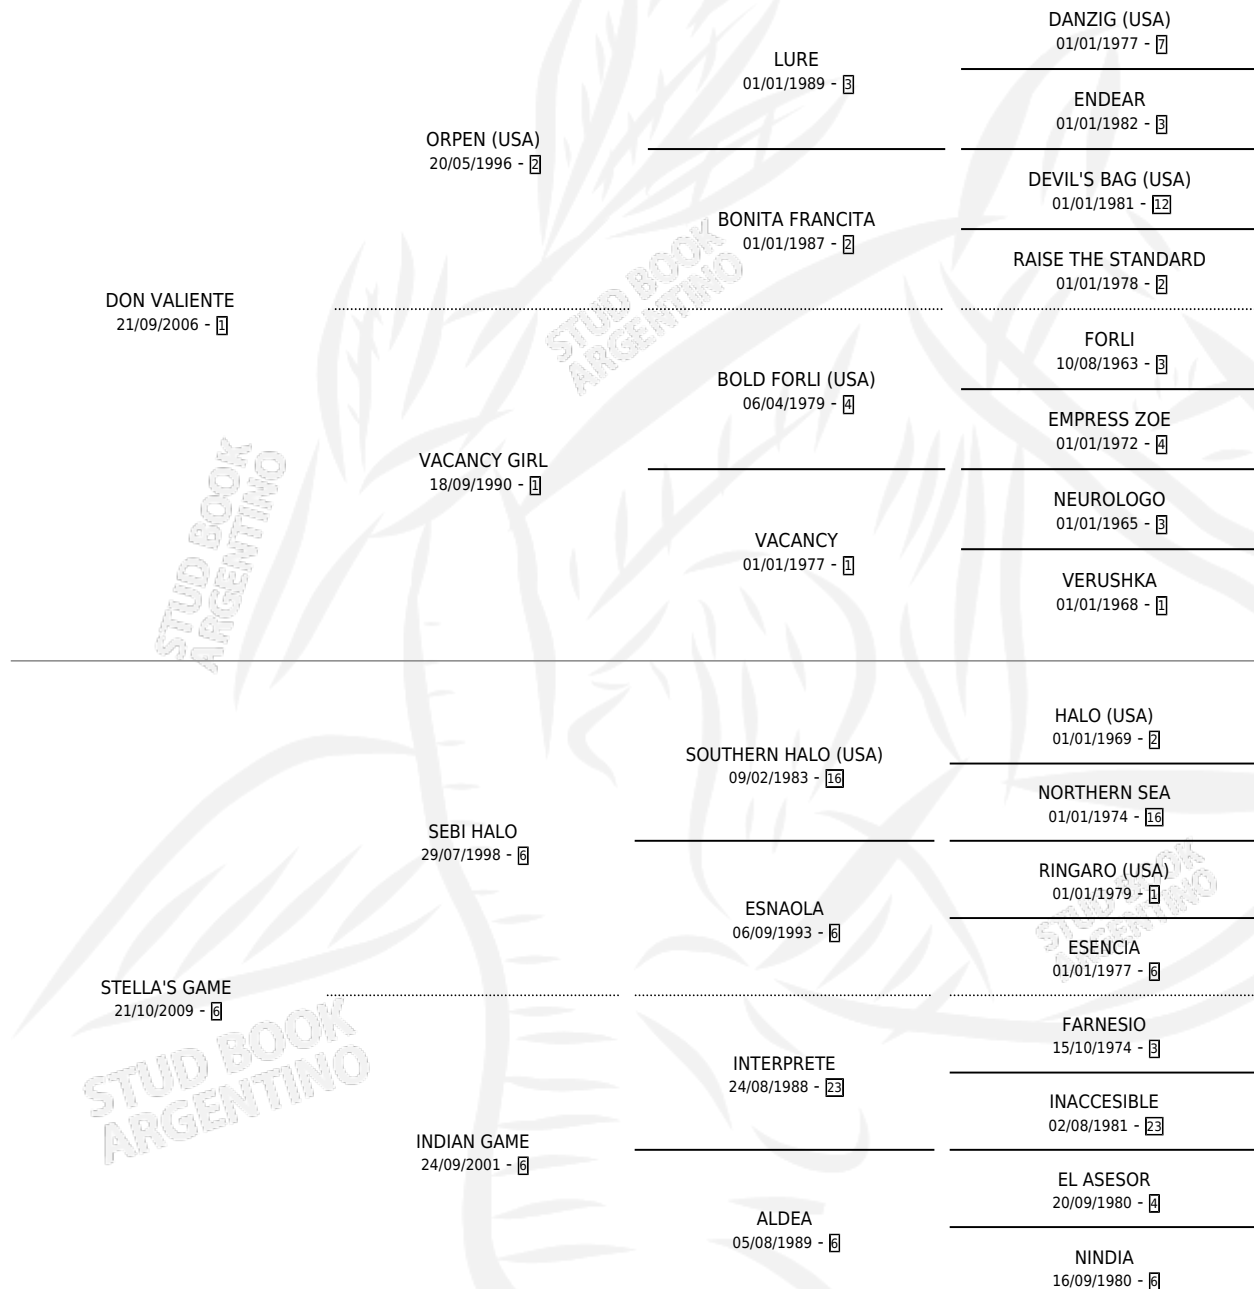 DANZIG (USA)
01/01/1977 - 7
LURE
01/01/1989 - 3
ENDEAR
01/01/1982 - 3
ORPEN (USA)
20/05/1996 - 2
DEVIL'S BAG (USA)
01/01/1981 - 12
BONITA FRANCITA
01/01/1987 - 2
RAISE THE STANDARD
01/01/1978 - 2
DON VALIENTE
21/09/2006 - 1
STUD BOOK
ARGENTINO
FORLI
10/08/1963 - 3
BOLD FORLI (USA)
06/04/1979 - 4
EMPRESS ZOE
01/01/1972 - 4
VACANCY GIRL
18/09/1990 - 1
NEUROLOGO
01/01/1965 - 3
VACANCY
01/01/1977 - 1
VERUSHKA
01/01/1968 - 1
STUD BOOK
ARGENTINO
HALO (USA)
01/01/1969 - 2
SOUTHERN HALO (USA)
09/02/1983 - 16
NORTHERN SEA
01/01/1974 - 16
SEBI HALO
29/07/1998 - 6
RINGARO (USA)
01/01/1979 - 1
ESNAOLA
06/09/1993 - 6
ESENCIA
01/01/1977 - 6
STUD BOOK
ARGENTINO
STELLA'S GAME
21/10/2009 - 6
STUD BOOK
ARGENTINO
FARNESIO
15/10/1974 - 3
INTERPRETE
24/08/1988 - 23
INACCESIBLE
02/08/1981 - 23
INDIAN GAME
24/09/2001 - 6
EL ASESOR
20/09/1980 - 4
ALDEA
05/08/1989 - 6
NINDIA
16/09/1980 - 6